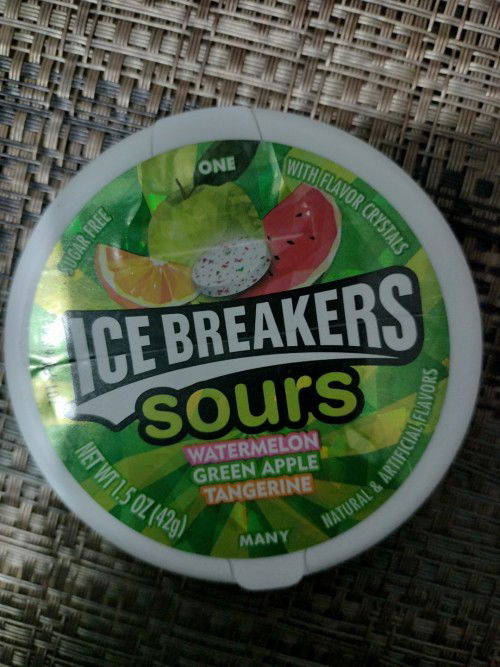 ONE
SUGAR FREE
WITH FLAVOR CRYSTALS
ICE BREAKERS
sours
WATERMELON
GREEN APPLE
TANGERINE
NET WT 1.5 OZ (42g)
NATURAL & ARTIFICIAL FLAVORS
MANY